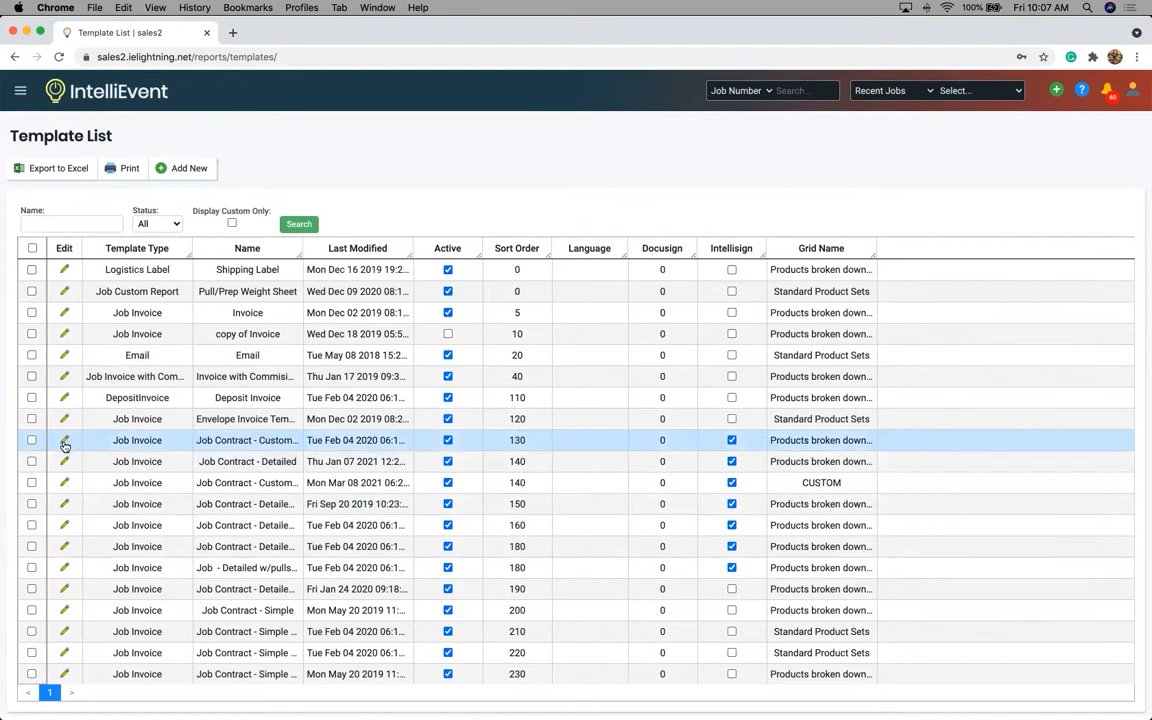 Chrome File Edit View History Bookmarks Profiles Tab Window Help 100% Fri 10:07 AM
Template List | sales2
sales2.ielightning.net/reports/templates/
IntelliEvent Job Number Search... Recent Jobs Select... 60
Template List
Export to Excel Print Add New
Name: Status: Display Custom Only:
All Search
Edit Template Type Name Last Modified Active Sort Order Language Docusign Intellisign Grid Name
Logistics Label Shipping Label Mon Dec 16 2019 19:2... 0 0 Products broken down...
Job Custom Report Pull/Prep Weight Sheet Wed Dec 09 2020 08:1... 0 0 Standard Product Sets
Job Invoice Invoice Mon Dec 02 2019 08:1... 5 0 Products broken down...
Job Invoice copy of Invoice Wed Dec 18 2019 05:5... 10 0 Products broken down...
Email Email Tue May 08 2018 15:2... 20 0 Standard Product Sets
Job Invoice with Com... Invoice with Commisi... Thu Jan 17 2019 09:3... 40 0 Products broken down...
DepositInvoice Deposit Invoice Tue Feb 04 2020 06:1... 110 0 Products broken down...
Job Invoice Envelope Invoice Tem... Mon Dec 02 2019 08:2... 120 0 Standard Product Sets
Job Invoice Job Contract - Custom... Tue Feb 04 2020 06:1... 130 0 Products broken down...
Job Invoice Job Contract - Detailed Thu Jan 07 2021 12:2... 140 0 Products broken down...
Job Invoice Job Contract - Custom... Mon Mar 08 2021 06:2... 140 0 CUSTOM
Job Invoice Job Contract - Detaile... Fri Sep 20 2019 10:23:... 150 0 Products broken down...
Job Invoice Job Contract - Detaile... Tue Feb 04 2020 06:1... 160 0 Products broken down...
Job Invoice Job Contract - Detaile... Tue Feb 04 2020 06:1... 180 0 Products broken down...
Job Invoice Job - Detailed w/pulls... Tue Feb 04 2020 06:1... 180 0 Products broken down...
Job Invoice Job Contract - Detaile... Fri Jan 24 2020 09:18:... 190 0 Products broken down...
Job Invoice Job Contract - Simple Mon May 20 2019 11:... 200 0 Products broken down...
Job Invoice Job Contract - Simple ... Tue Feb 04 2020 06:1... 210 0 Standard Product Sets
Job Invoice Job Contract - Simple ... Tue Feb 04 2020 06:1... 220 0 Standard Product Sets
Job Invoice Job Contract - Simple ... Mon May 20 2019 11:... 230 0 Products broken down...
< 1 >